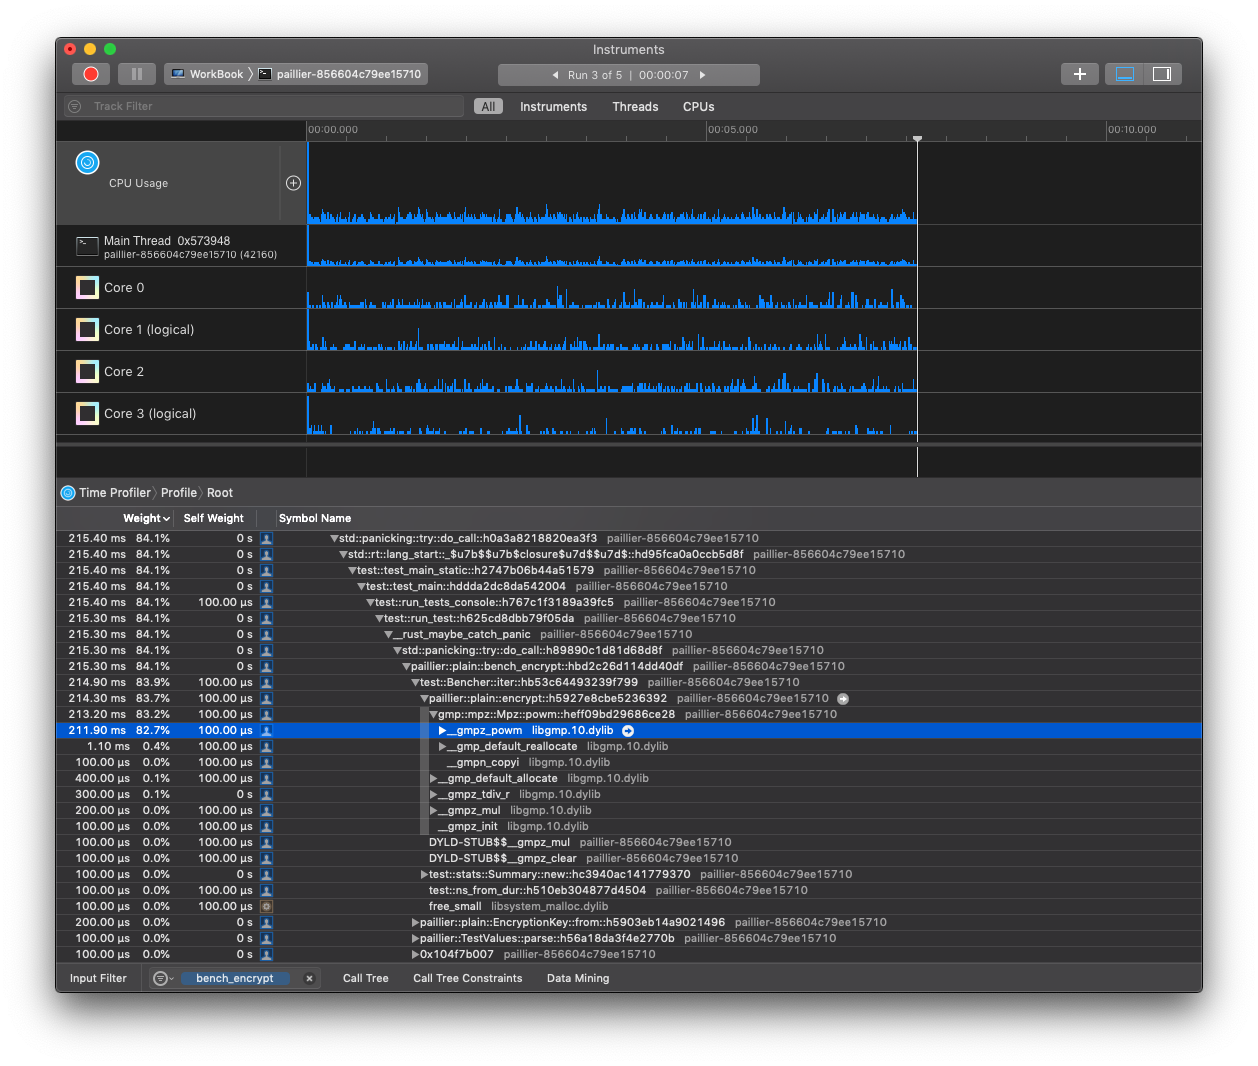 Instruments
WorkBook paillier-856604c79ee15710
Run 3 of 5 | 00:00:07
Track Filter
All Instruments Threads CPUs
00:00.000 00:05.000 00:10.000
CPU Usage
Main Thread 0x573948
paillier-856604c79ee15710 (42160)
Core 0
Core 1 (logical)
Core 2
Core 3 (logical)
Time Profiler Profile Root
Weight Self Weight Symbol Name
215.40 ms 84.1% 0 s std::panicking::try::do_call::h0a3a8218820ea3f3 paillier-856604c79ee15710
215.40 ms 84.1% 0 s std::rt::lang_start::_$u7b$$u7b$closure$u7d$$u7d$::hd95fca0a0ccb5d8f paillier-856604c79ee15710
215.40 ms 84.1% 0 s test::test_main_static::h2747b06b44a51579 paillier-856604c79ee15710
215.40 ms 84.1% 0 s test::test_main::hddda2dc8da542004 paillier-856604c79ee15710
215.40 ms 84.1% 100.00 µs test::run_tests_console::h767c1f3189a39fc5 paillier-856604c79ee15710
215.30 ms 84.1% 0 s test::run_test::h625cd8dbb79f05da paillier-856604c79ee15710
215.30 ms 84.1% 0 s __rust_maybe_catch_panic paillier-856604c79ee15710
215.30 ms 84.1% 0 s std::panicking::try::do_call::h89890c1d81d68d8f paillier-856604c79ee15710
215.30 ms 84.1% 0 s paillier::plain::bench_encrypt::hbd2c26d114dd40df paillier-856604c79ee15710
214.90 ms 83.9% 100.00 µs test::Bencher::iter::hb53c64493239f799 paillier-856604c79ee15710
214.30 ms 83.7% 100.00 µs paillier::plain::encrypt::h5927e8cbe5236392 paillier-856604c79ee15710
213.20 ms 83.2% 100.00 µs gmp::mpz::Mpz::powm::heff09bd29686ce28 paillier-856604c79ee15710
211.90 ms 82.7% 100.00 µs __gmpz_powm libgmp.10.dylib
1.10 ms 0.4% 100.00 µs __gmp_default_reallocate libgmp.10.dylib
100.00 µs 0.0% 100.00 µs __gmpn_copyi libgmp.10.dylib
400.00 µs 0.1% 100.00 µs __gmp_default_allocate libgmp.10.dylib
300.00 µs 0.1% 0 s __gmpz_tdiv_r libgmp.10.dylib
200.00 µs 0.0% 100.00 µs __gmpz_mul libgmp.10.dylib
100.00 µs 0.0% 100.00 µs __gmpz_init libgmp.10.dylib
100.00 µs 0.0% 100.00 µs DYLD-STUB$$__gmpz_mul paillier-856604c79ee15710
100.00 µs 0.0% 100.00 µs DYLD-STUB$$__gmpz_clear paillier-856604c79ee15710
100.00 µs 0.0% 0 s test::stats::Summary::new::hc3940ac141779370 paillier-856604c79ee15710
100.00 µs 0.0% 100.00 µs test::ns_from_dur::h510eb304877d4504 paillier-856604c79ee15710
100.00 µs 0.0% 100.00 µs free_small libsystem_malloc.dylib
200.00 µs 0.0% 0 s paillier::plain::EncryptionKey::from::h5903eb14a9021496 paillier-856604c79ee15710
100.00 µs 0.0% 0 s paillier::TestValues::parse::h56a18da3f4e2770b paillier-856604c79ee15710
100.00 µs 0.0% 0 s 0x104f7b007 paillier-856604c79ee15710
Input Filter bench_encrypt Call Tree Call Tree Constraints Data Mining